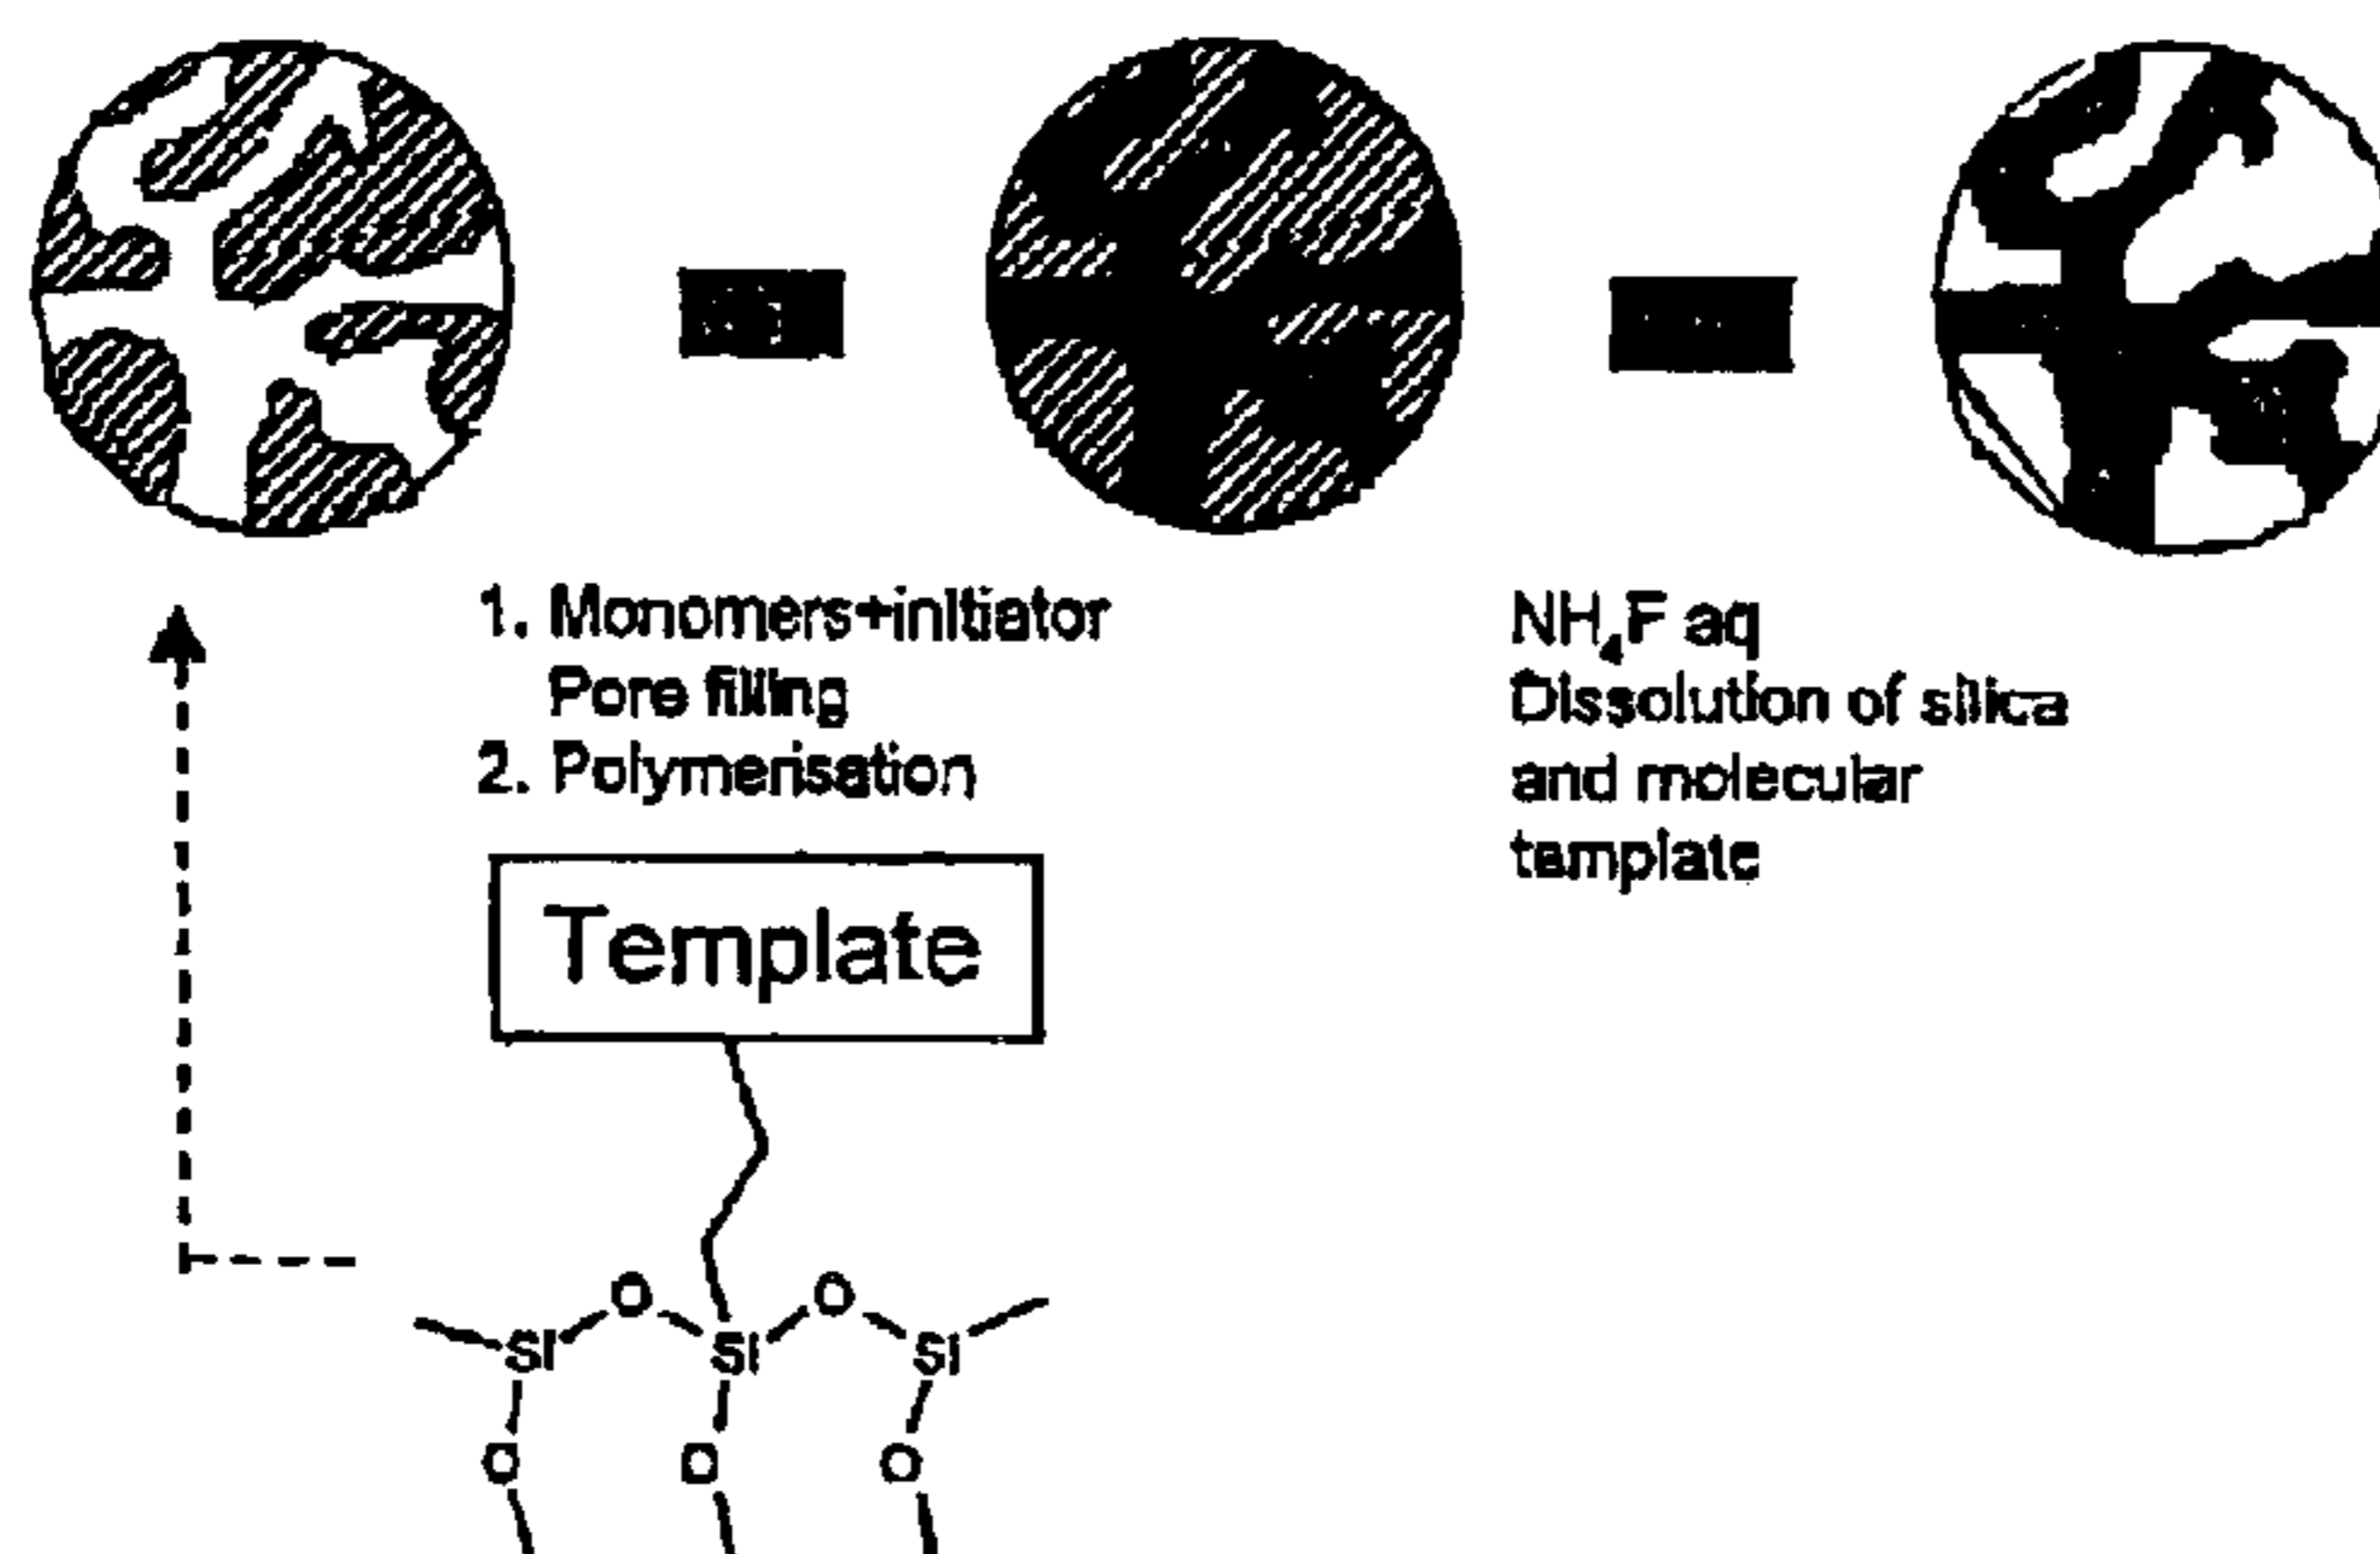 1. Monomers+initiator
Pore filling
2. Polymerisation
NH4F aq
Dissolution of silica
and molecular
template
Template
O O
Si Si Si
O O O